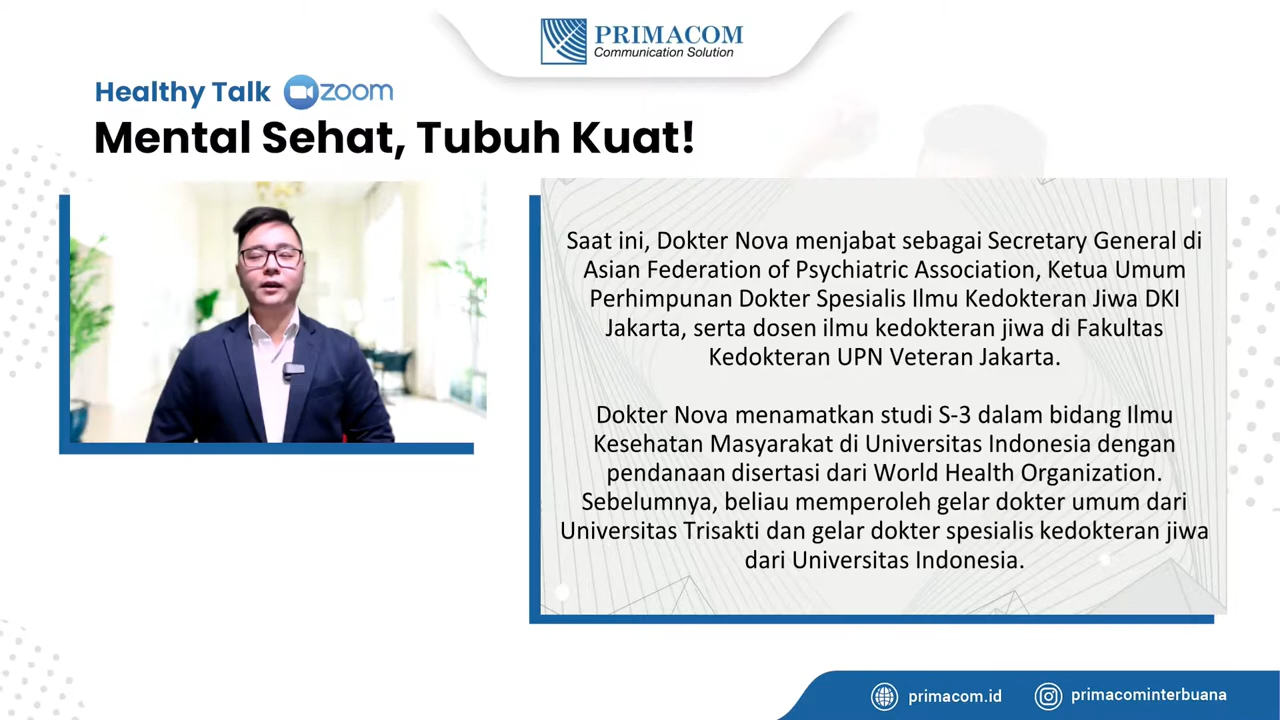 PRIMACOM
Communication Solution
Healthy Talk zoom
Mental Sehat, Tubuh Kuat!
Saat ini, Dokter Nova menjabat sebagai Secretary General di
Asian Federation of Psychiatric Association, Ketua Umum
Perhimpunan Dokter Spesialis Ilmu Kedokteran Jiwa DKI
Jakarta, serta dosen ilmu kedokteran jiwa di Fakultas
Kedokteran UPN Veteran Jakarta.
Dokter Nova menamatkan studi S-3 dalam bidang Ilmu
Kesehatan Masyarakat di Universitas Indonesia dengan
pendanaan disertasi dari World Health Organization.
Sebelumnya, beliau memperoleh gelar dokter umum dari
Universitas Trisakti dan gelar dokter spesialis kedokteran jiwa
dari Universitas Indonesia.
primacom.id
primacominterbuana